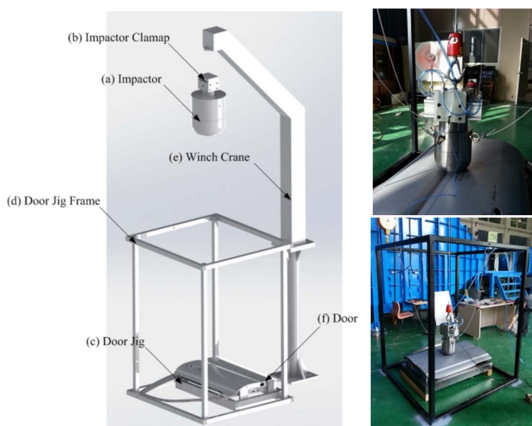 (b) Impactor Clamap
(a) Impactor
(e) Winch Crane
(d) Door Jig Frame
(f) Door
(c) Door Jig